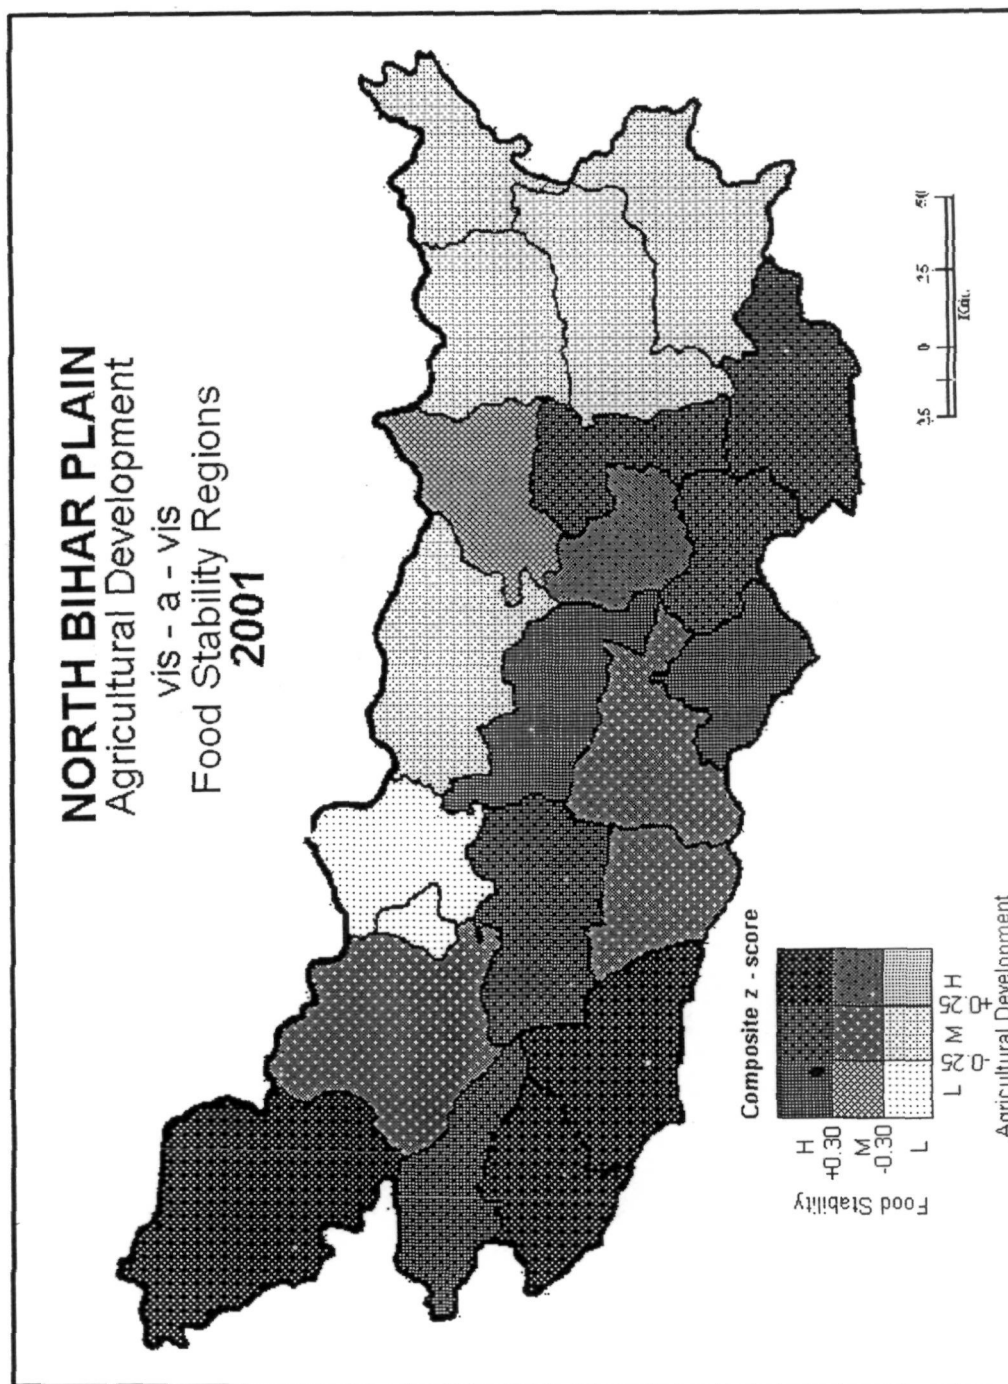 NORTH BIHAR PLAIN
Agricultural Development
vis - a - vis
Food Stability Regions
2001
Composite z - score
H
+0.30
M
-0.30
L
Food Stability
L
-0.25
M
+0.25
H
Agricultural Development
25
0
25
50
Km.